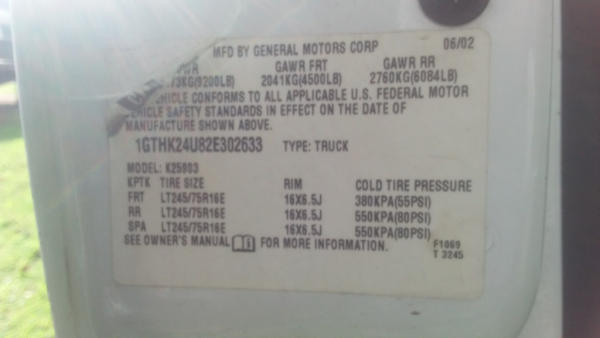 MFD BY GENERAL MOTORS CORP 06/02
GAWR FRT GAWR RR
(9200LB) 2041KG(4500LB) 2760KG(6084LB)
VEHICLE CONFORMS TO ALL APPLICABLE U.S. FEDERAL MOTOR
VEHICLE SAFETY STANDARDS IN EFFECT ON THE DATE OF
MANUFACTURE SHOWN ABOVE.
1GTHK24U82E302633 TYPE: TRUCK
MODEL: K25903
KPTK TIRE SIZE RIM COLD TIRE PRESSURE
FRT LT245/75R16E 16X6.5J 380KPA(55PSI)
RR LT245/75R16E 16X6.5J 550KPA(80PSI)
SPA LT245/75R16E 16X6.5J 550KPA(80PSI)
SEE OWNER'S MANUAL FOR MORE INFORMATION.
F1069
T 3245